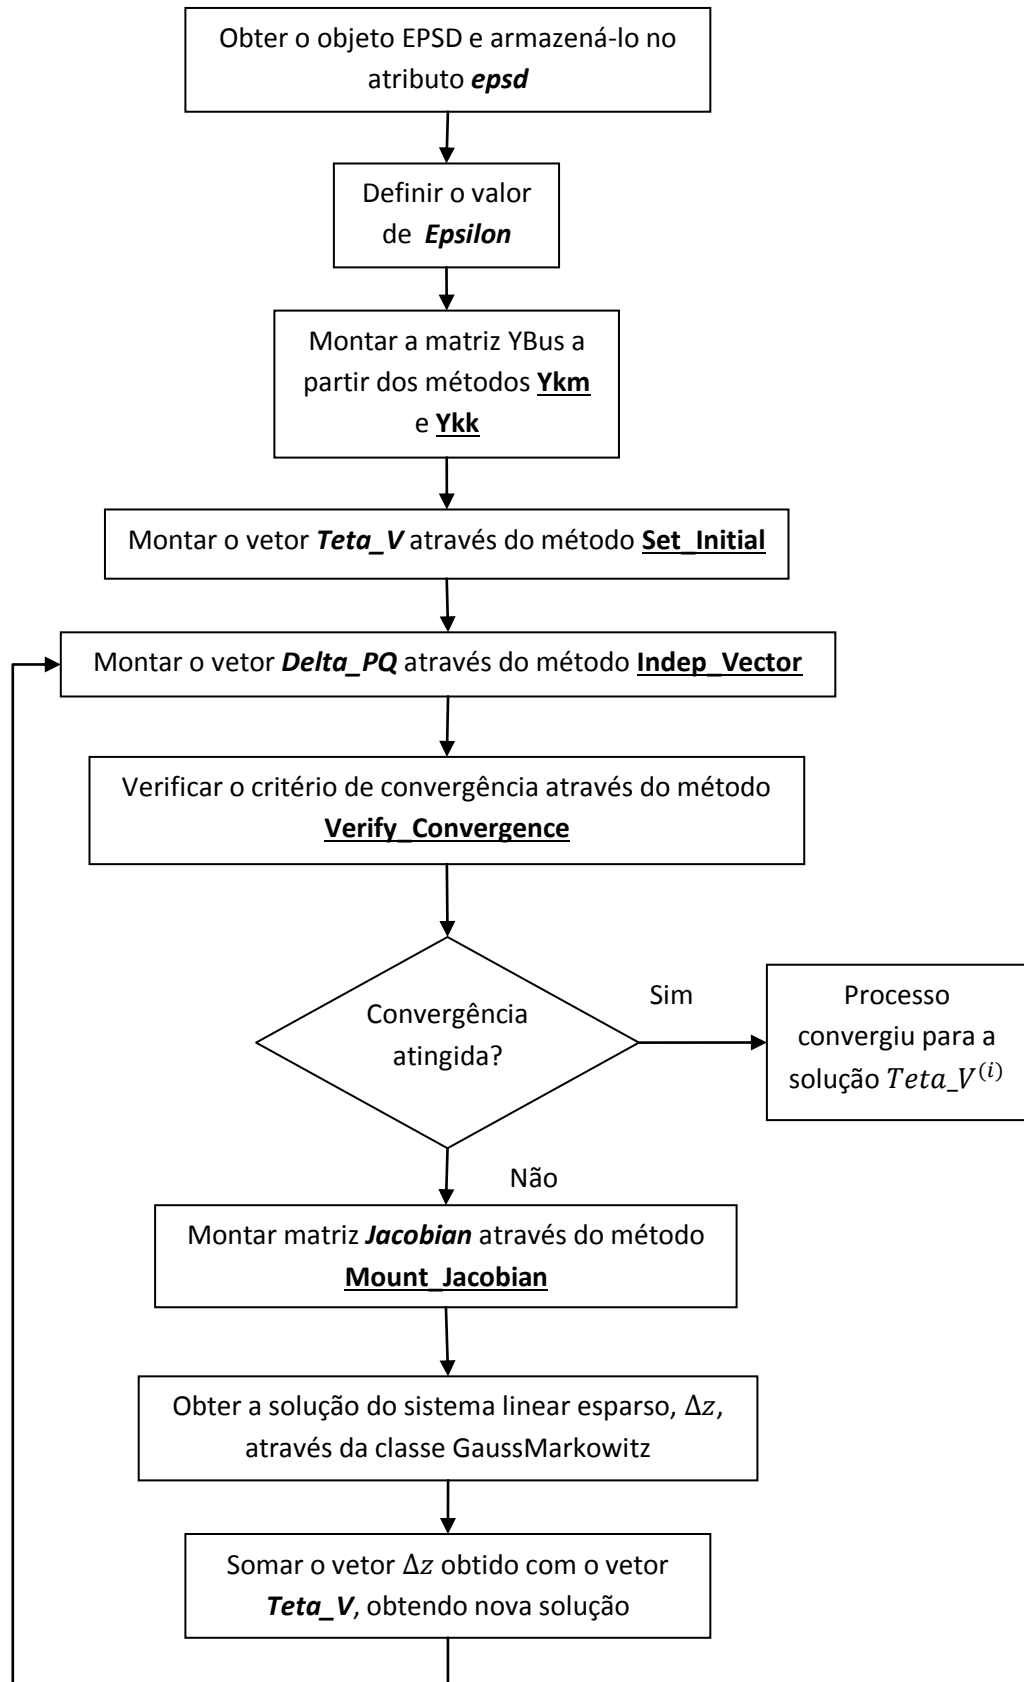 Obter o objeto EPSD e armazená-lo no
atributo epsd
Definir o valor
de Epsilon
Montar a matriz YBus a
partir dos métodos Ykm
e Ykk
Montar o vetor Teta_V através do método Set_Initial
Montar o vetor Delta_PQ através do método Indep_Vector
Verificar o critério de convergência através do método
Verify_Convergence
Convergência
atingida?
Sim
Processo
convergiu para a
solução Teta_V^(i)
Não
Montar matriz Jacobian através do método
Mount_Jacobian
Obter a solução do sistema linear esparso, Δz,
através da classe GaussMarkowitz
Somar o vetor Δz obtido com o vetor
Teta_V, obtendo nova solução